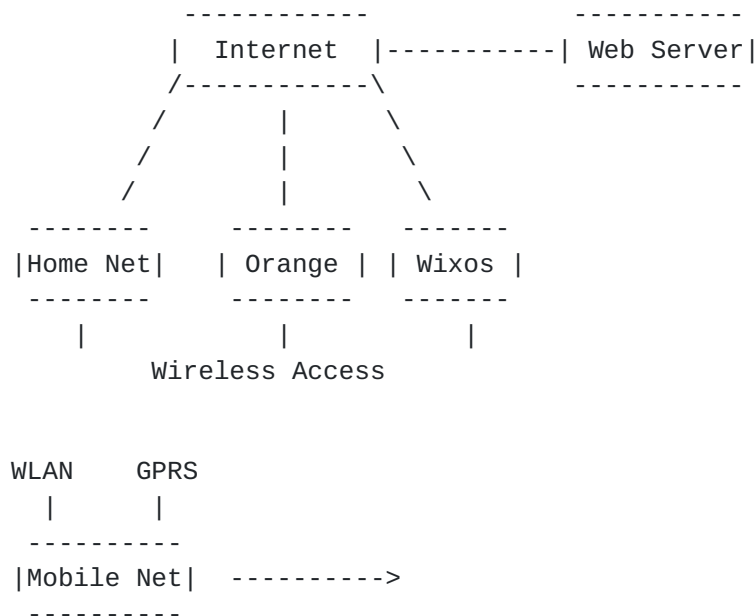 Internet Web Server
Home Net Orange Wixos
Wireless Access
WLAN GPRS
Mobile Net